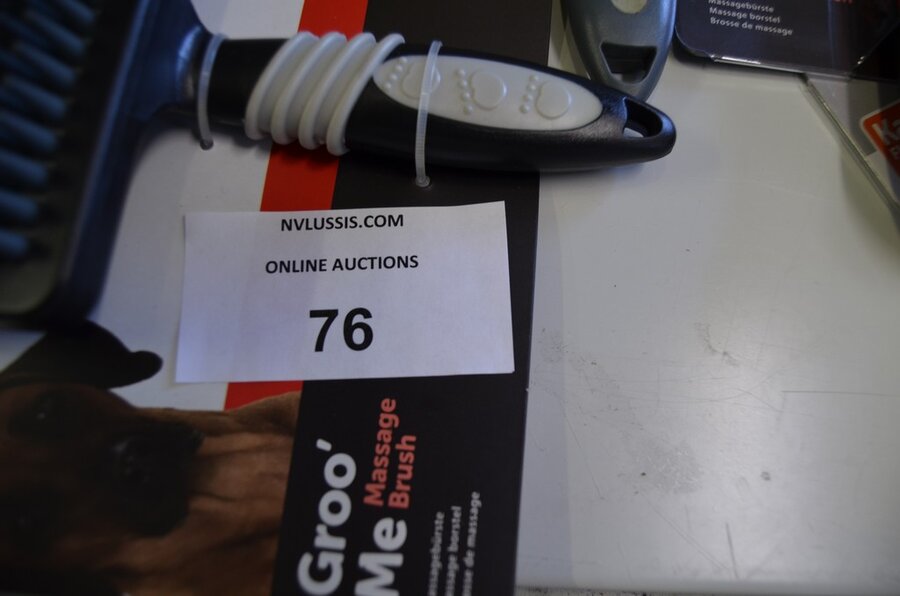 Massagebürste
Massage borstel
Brosse de massage
NVLUSSIS.COM
ONLINE AUCTIONS
76
Groo'
Me
Massage
Brush
massage borstel
brosse de massage